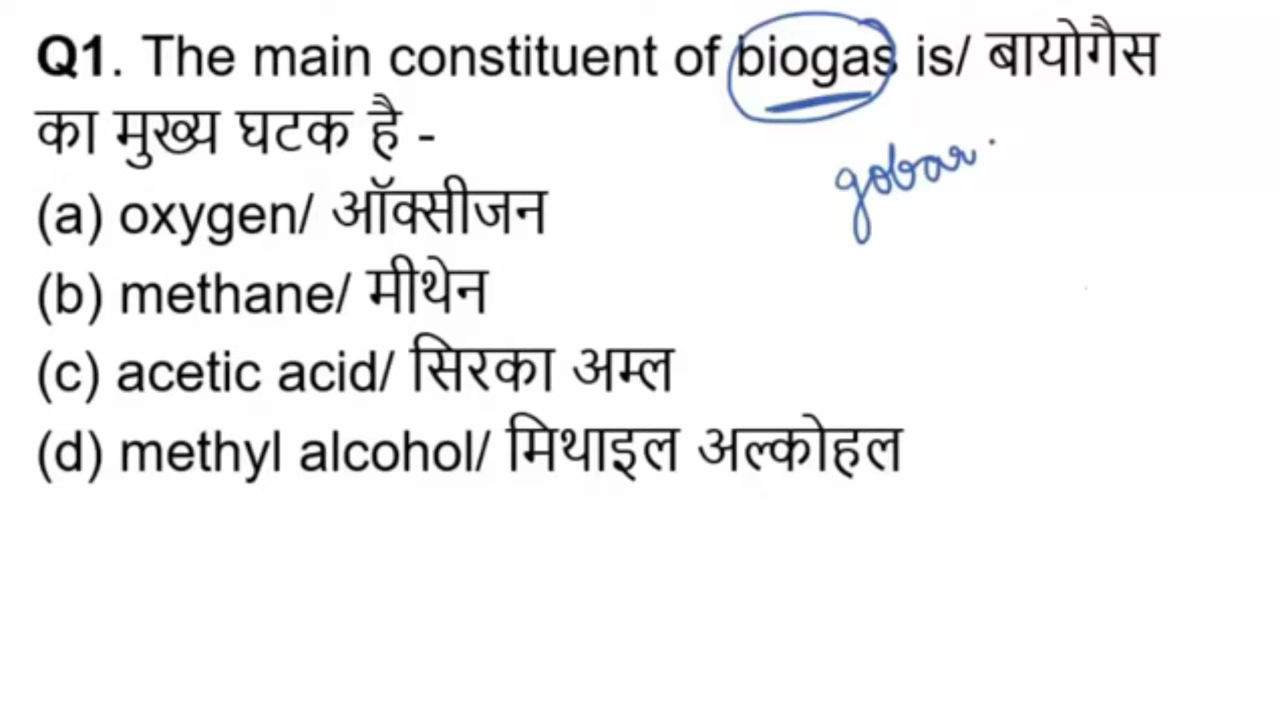 Q1. The main constituent of biogas is/ बायोगैस
का मुख्य घटक है -
gobar
(a) oxygen/ ऑक्सीजन
(b) methane/ मीथेन
(c) acetic acid/ सिरका अम्ल
(d) methyl alcohol/ मिथाइल अल्कोहल